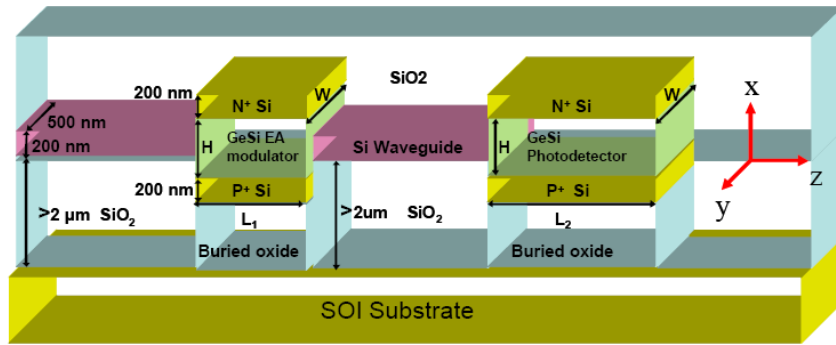 SiO2
200 nm
N⁺ Si
W
N⁺ Si
W
x
500 nm
200 nm
H
GeSi EA
modulator
Si Waveguide
H
GeSi
Photodetector
z
200 nm
P⁺ Si
P⁺ Si
y
>2 μm SiO₂
L₁
>2um SiO₂
L₂
Buried oxide
Buried oxide
SOI Substrate